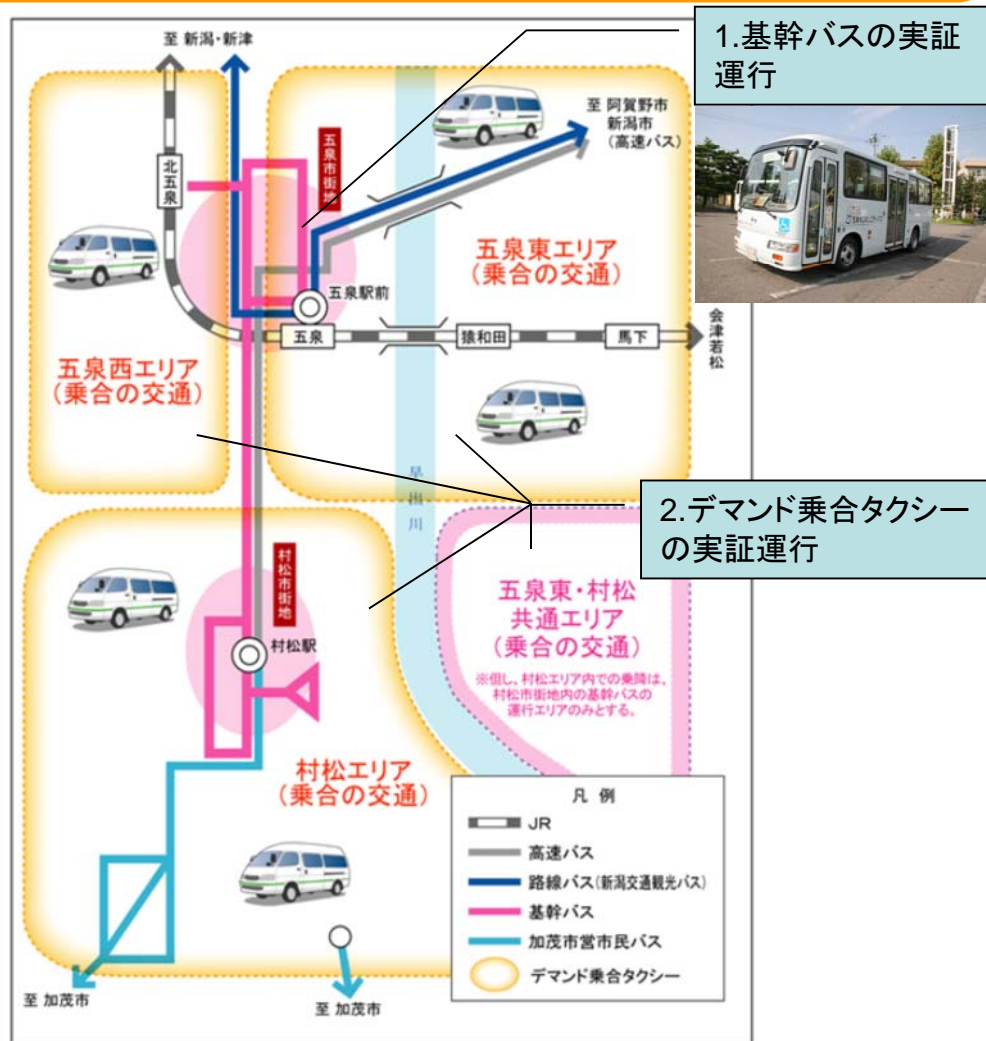 至 新潟・新津
1.基幹バスの実証
運行
至 阿賀野市
新潟市
(高速バス)
五泉市街地
北五泉
五泉東エリア
(乗合の交通)
五泉駅前
五泉
猿和田
馬下
会津若松
五泉西エリア
(乗合の交通)
早出川
2.デマンド乗合タクシー
の実証運行
村松市街地
五泉東・村松
共通エリア
(乗合の交通)
※但し、村松エリア内での乗降は、
村松市街地内の基幹バスの
運行エリアのみとする。
村松駅
村松エリア
(乗合の交通)
凡 例
JR
高速バス
路線バス(新潟交通観光バス)
基幹バス
加茂市営市民バス
デマンド乗合タクシー
至 加茂市
至 加茂市